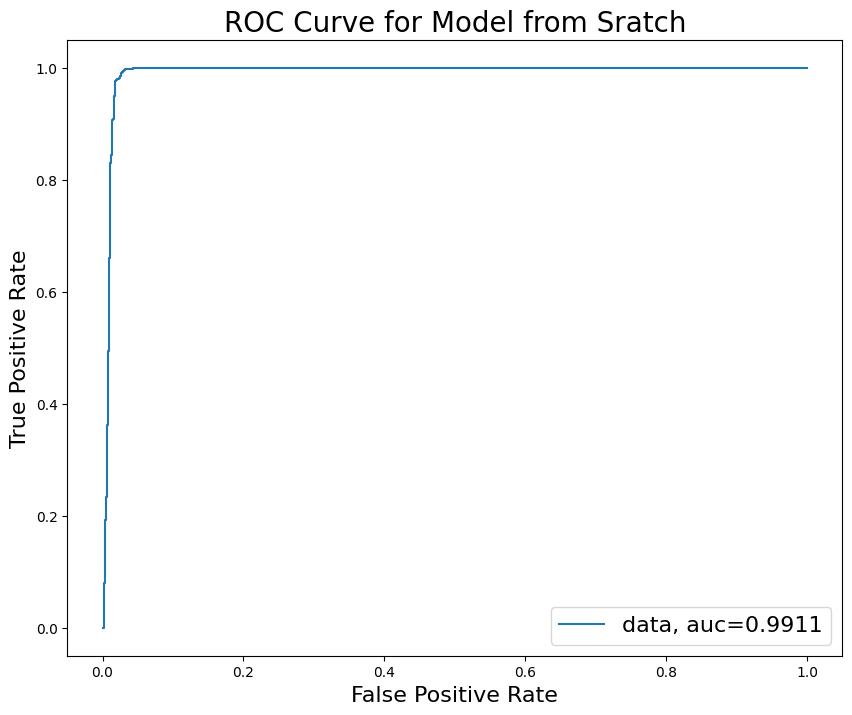 ROC Curve for Model from Sratch
1.0
0.8
0.6
0.4
0.2
0.0
True Positive Rate
data, auc=0.9911
0.0 0.2 0.4 0.6 0.8 1.0
False Positive Rate